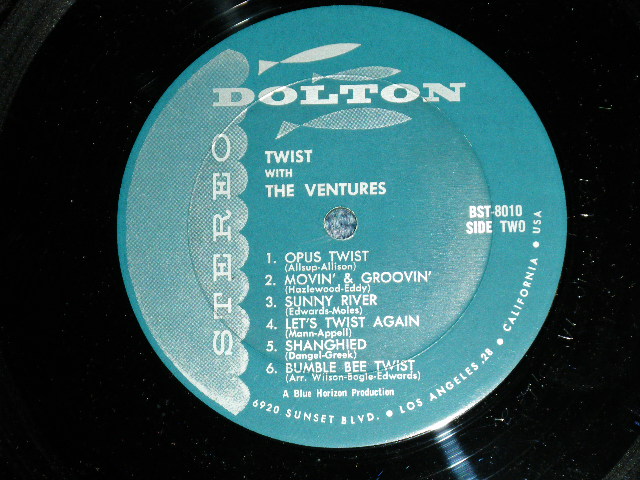 DOLTON
STEREO
TWIST
WITH
THE VENTURES
BST-8010
SIDE TWO
1. OPUS TWIST
(Allsup-Allison)
2. MOVIN' & GROOVIN'
(Hazlewood-Eddy)
3. SUNNY RIVER
(Edwards-Moles)
4. LET'S TWIST AGAIN
(Mann-Appell)
5. SHANGHIED
(Dangel-Greek)
6. BUMBLE BEE TWIST
(Arr. Wilson-Bogle-Edwards)
A Blue Horizon Production
6920 SUNSET BLVD. ● LOS ANGELES 28 ● CALIFORNIA ● USA